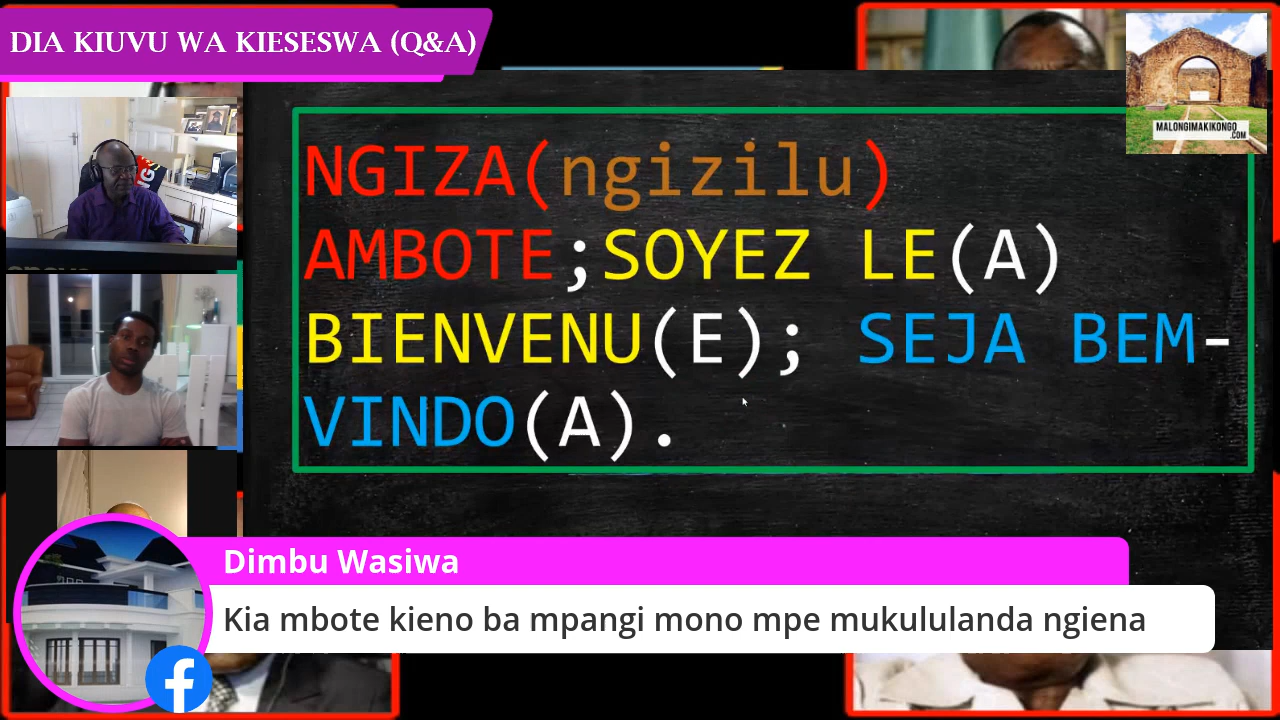 DIA KIUVU WA KIESESWA (Q&A)
MALONGIMAKIKONGO
.COM
NGIZA(ngizilu)
AMBOTE;SOYEZ LE(A)
BIENVENU(E); SEJA BEM-
VINDO(A).
Dimbu Wasiwa
Kia mbote kieno ba mpangi mono mpe mukululanda ngiena